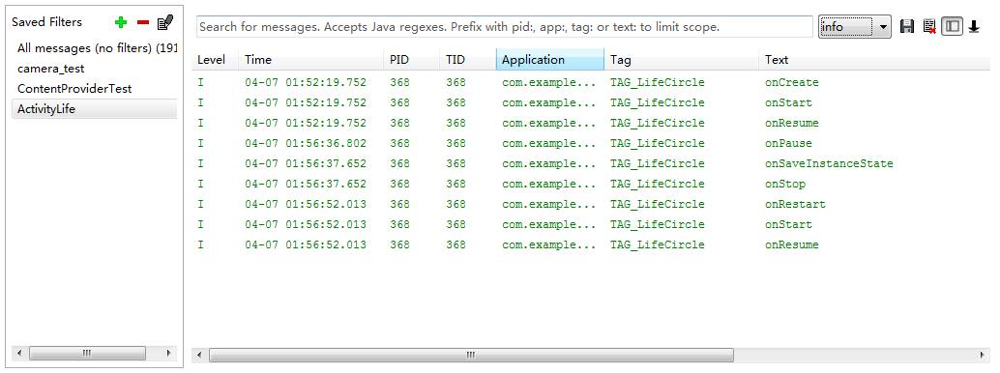 Saved Filters
All messages (no filters) (191
camera_test
ContentProviderTest
ActivityLife
Search for messages. Accepts Java regexes. Prefix with pid:, app:, tag: or text: to limit scope.
info
Level Time PID TID Application Tag Text
I 04-07 01:52:19.752 368 368 com.example... TAG_LifeCircle onCreate
I 04-07 01:52:19.752 368 368 com.example... TAG_LifeCircle onStart
I 04-07 01:52:19.752 368 368 com.example... TAG_LifeCircle onResume
I 04-07 01:56:36.802 368 368 com.example... TAG_LifeCircle onPause
I 04-07 01:56:37.652 368 368 com.example... TAG_LifeCircle onSaveInstanceState
I 04-07 01:56:37.652 368 368 com.example... TAG_LifeCircle onStop
I 04-07 01:56:52.013 368 368 com.example... TAG_LifeCircle onRestart
I 04-07 01:56:52.013 368 368 com.example... TAG_LifeCircle onStart
I 04-07 01:56:52.013 368 368 com.example... TAG_LifeCircle onResume